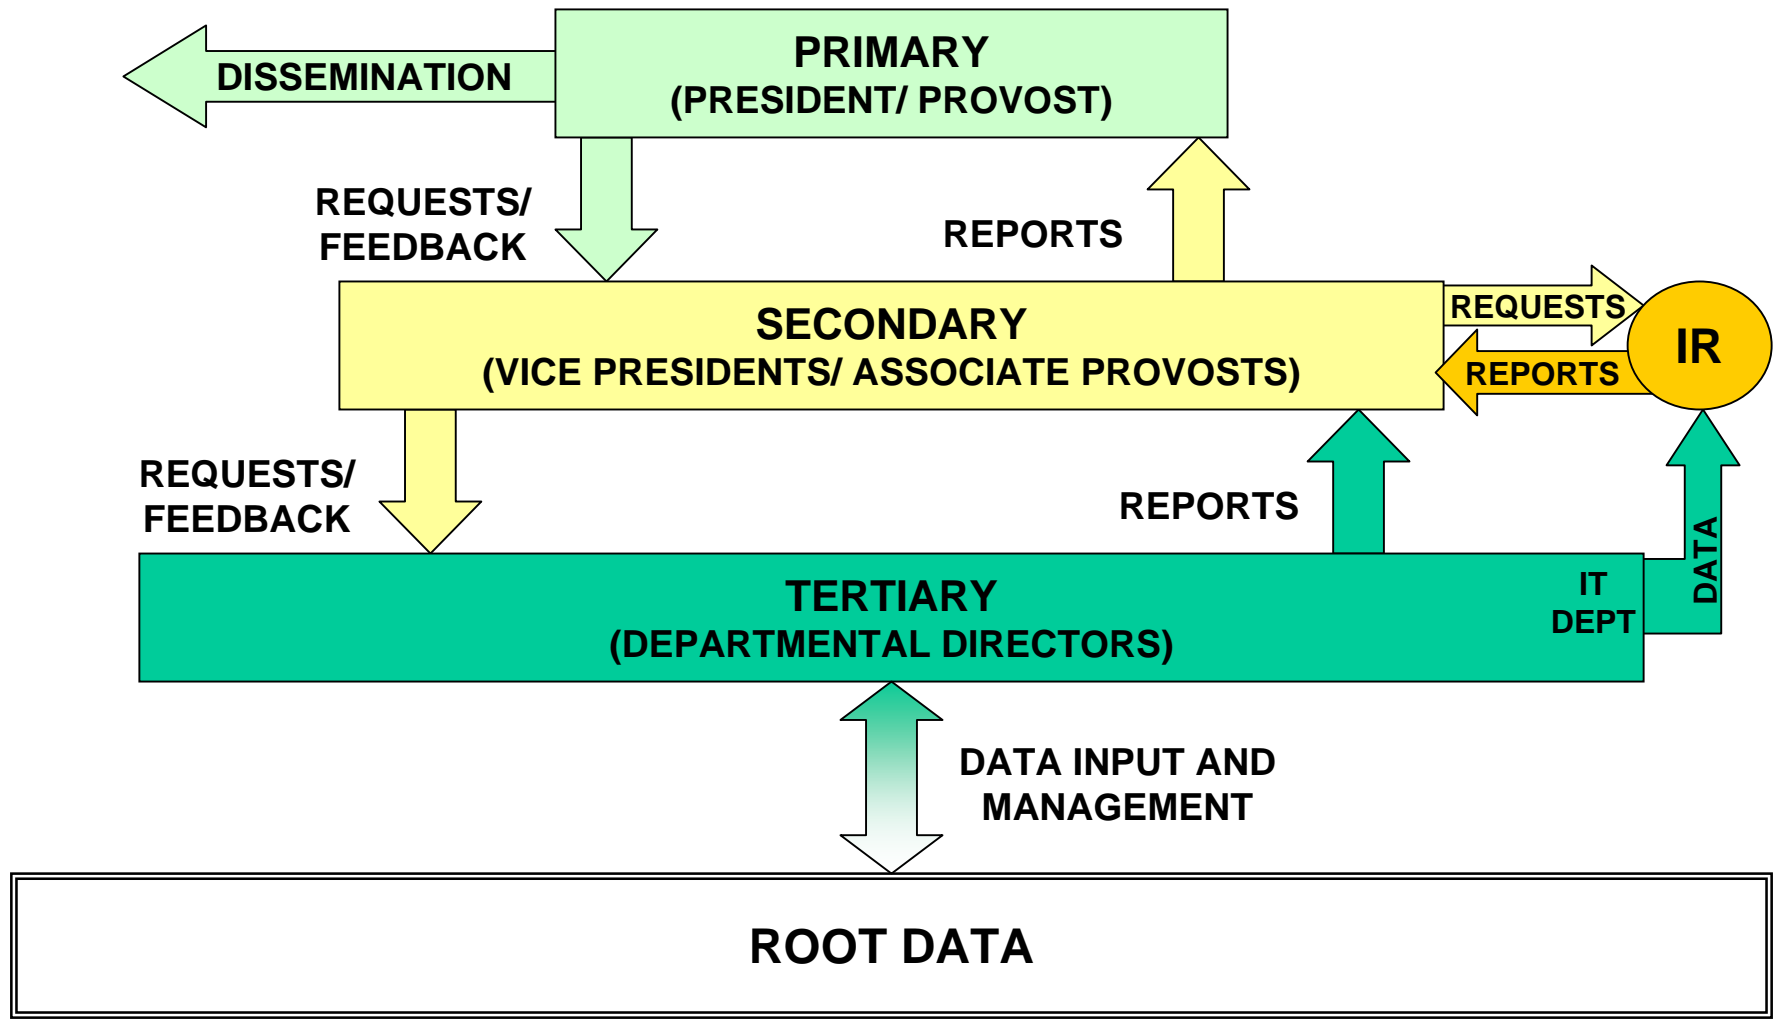 PRIMARY
(PRESIDENT/ PROVOST)
DISSEMINATION
REQUESTS/
FEEDBACK
REPORTS
SECONDARY
(VICE PRESIDENTS/ ASSOCIATE PROVOSTS)
REQUESTS
REPORTS
IR
REQUESTS/
FEEDBACK
REPORTS
DATA
TERTIARY
(DEPARTMENTAL DIRECTORS)
IT
DEPT
DATA INPUT AND
MANAGEMENT
ROOT DATA